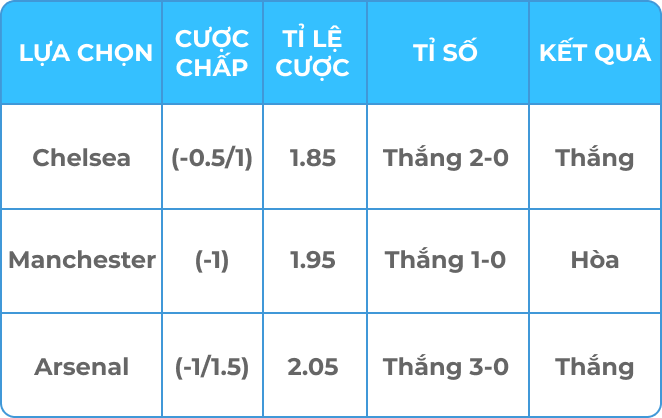 LỰA CHỌN
CƯỢC
CHẤP
TỈ LỆ
CƯỢC
TỈ SỐ
KẾT QUẢ
Chelsea
(-0.5/1)
1.85
Thắng 2-0
Thắng
Manchester
(-1)
1.95
Thắng 1-0
Hòa
Arsenal
(-1/1.5)
2.05
Thắng 3-0
Thắng